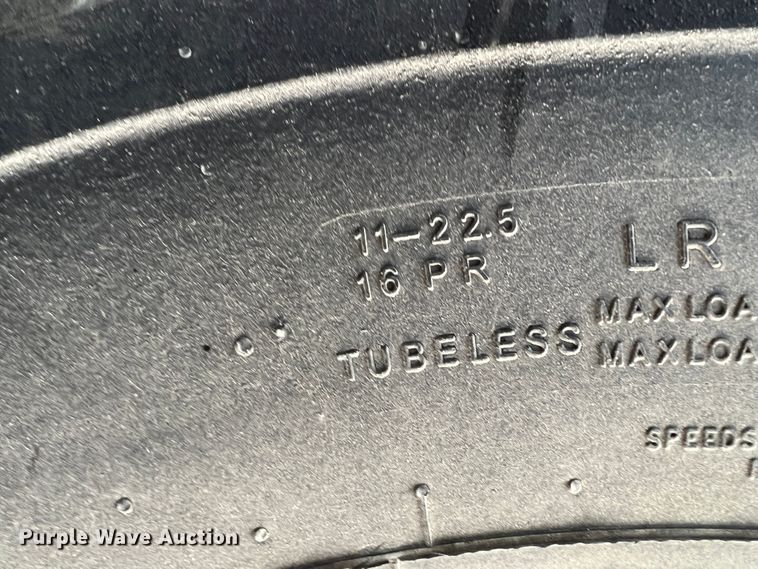 11-22.5
16 PR
LR
TUBELESS
MAX LOA
MAX LOA
SPEEDS
Purple Wave Auction